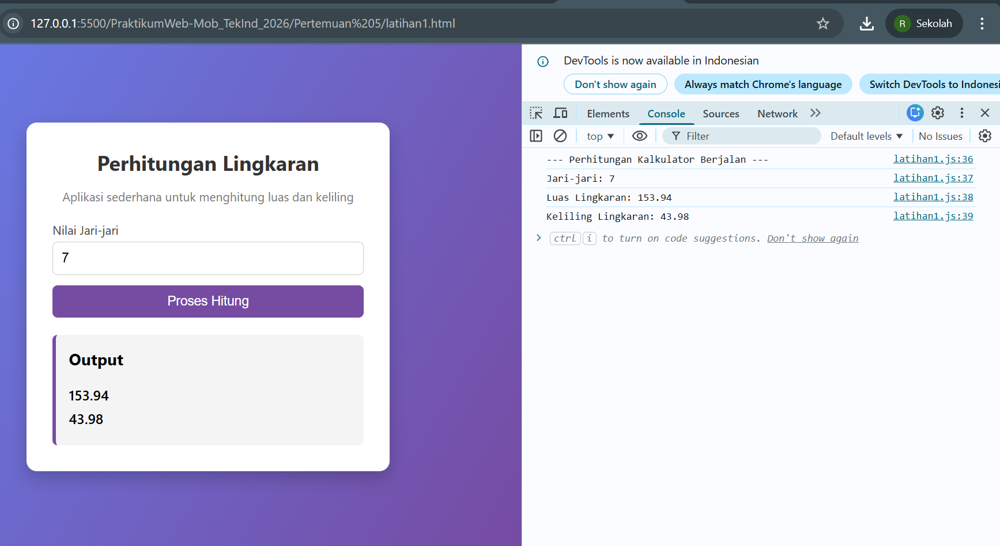 127.0.0.1:5500/PraktikumWeb-Mob_TekInd_2026/Pertemuan%205/latihan1.html
R Sekolah
Perhitungan Lingkaran
Aplikasi sederhana untuk menghitung luas dan keliling
Nilai Jari-jari
7
Proses Hitung
Output
153.94
43.98
DevTools is now available in Indonesian
Don't show again Always match Chrome's language Switch DevTools to Indonesi
Elements Console Sources Network
top Filter Default levels No Issues
--- Perhitungan Kalkulator Berjalan --- latihan1.js:36
Jari-jari: 7 latihan1.js:37
Luas Lingkaran: 153.94 latihan1.js:38
Keliling Lingkaran: 43.98 latihan1.js:39
ctrl i to turn on code suggestions. Don't show again